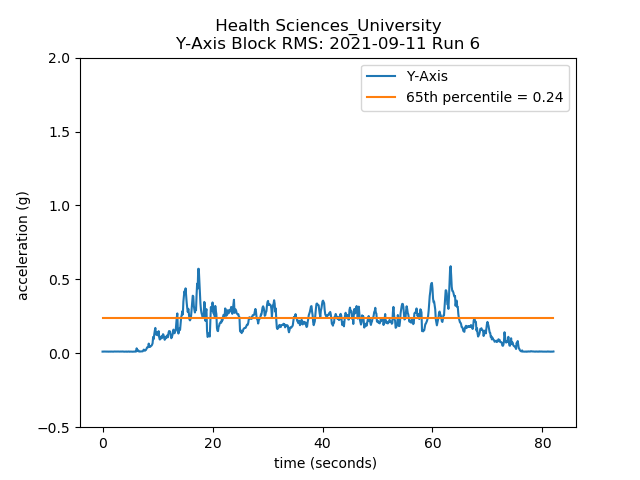 Health Sciences_University
Y-Axis Block RMS: 2021-09-11 Run 6
2.0
1.5
1.0
0.5
0.0
−0.5
acceleration (g)
Y-Axis
65th percentile = 0.24
0 20 40 60 80
time (seconds)